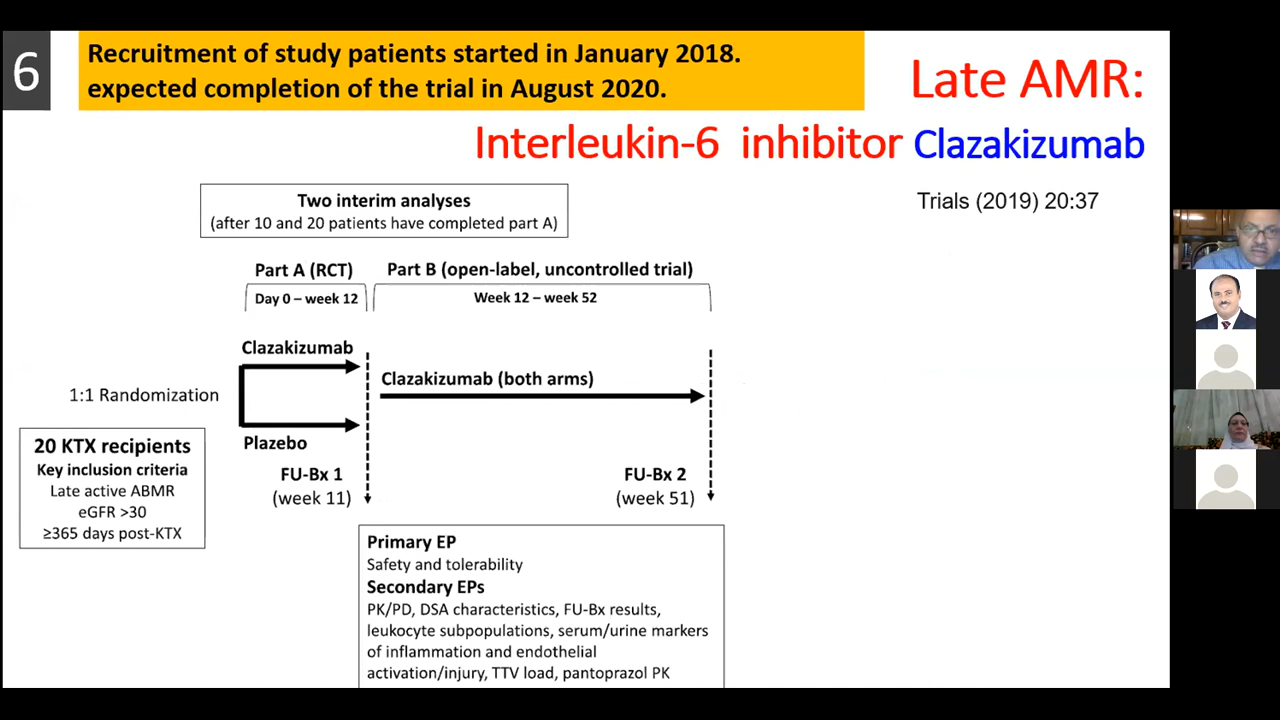 6
Recruitment of study patients started in January 2018.
expected completion of the trial in August 2020.
Late AMR:
Interleukin-6 inhibitor Clazakizumab
Trials (2019) 20:37
Two interim analyses
(after 10 and 20 patients have completed part A)
Part A (RCT)
Part B (open-label, uncontrolled trial)
Day 0 – week 12
Week 12 – week 52
Clazakizumab
Clazakizumab (both arms)
1:1 Randomization
Plazebo
20 KTX recipients
Key inclusion criteria
Late active ABMR
eGFR >30
≥365 days post-KTX
FU-Bx 1
(week 11)
FU-Bx 2
(week 51)
Primary EP
Safety and tolerability
Secondary EPs
PK/PD, DSA characteristics, FU-Bx results,
leukocyte subpopulations, serum/urine markers
of inflammation and endothelial
activation/injury, TTV load, pantoprazol PK